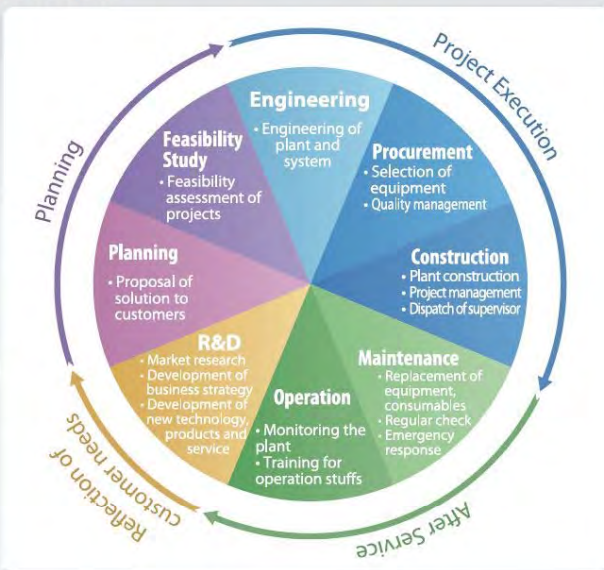 Project Execution
Engineering
• Engineering of
plant and
system
Procurement
• Selection of
equipment
• Quality management
Construction
• Plant construction
• Project management
• Dispatch of supervisor
After Service
Maintenance
• Replacement of
equipment,
consumables
• Regular check
• Emergency
response
Operation
• Monitoring the
plant
• Training for
operation stuffs
Reflection of
customer needs
R&D
• Market research
• Development of
business strategy
• Development of
new technology,
products and
service
Planning
Planning
• Proposal of
solution to
customers
Feasibility
Study
• Feasibility
assessment of
projects